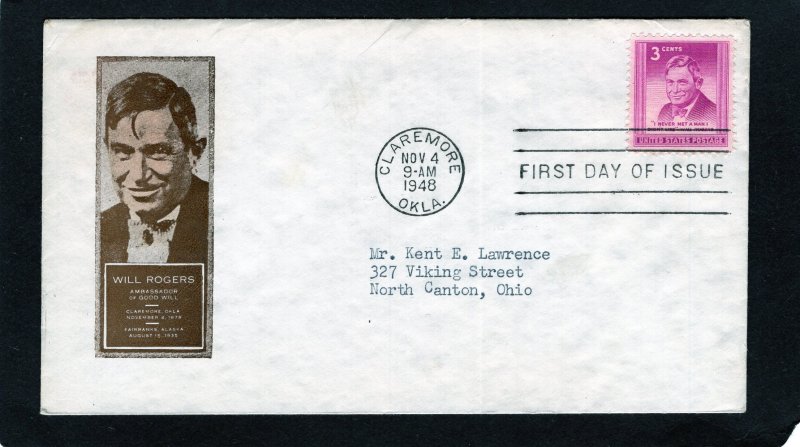 WILL ROGERS
AMBASSADOR
OF GOOD WILL
CLAREMORE, OKLA
NOVEMBER 4, 1879
FAIRBANKS, ALASKA
AUGUST 15, 1935
CLAREMORE
NOV 4
9-AM
1948
OKLA.
3 CENTS
"I NEVER MET A MAN I
UNITED STATES POSTAGE
FIRST DAY OF ISSUE
Mr. Kent E. Lawrence
327 Viking Street
North Canton, Ohio